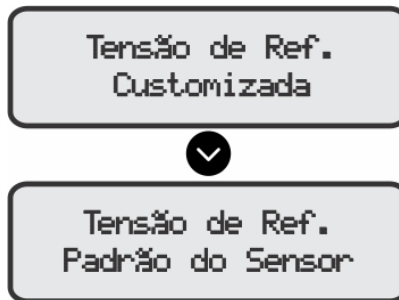 Tensão de Ref.
Customizada
Tensão de Ref.
Padrão do Sensor